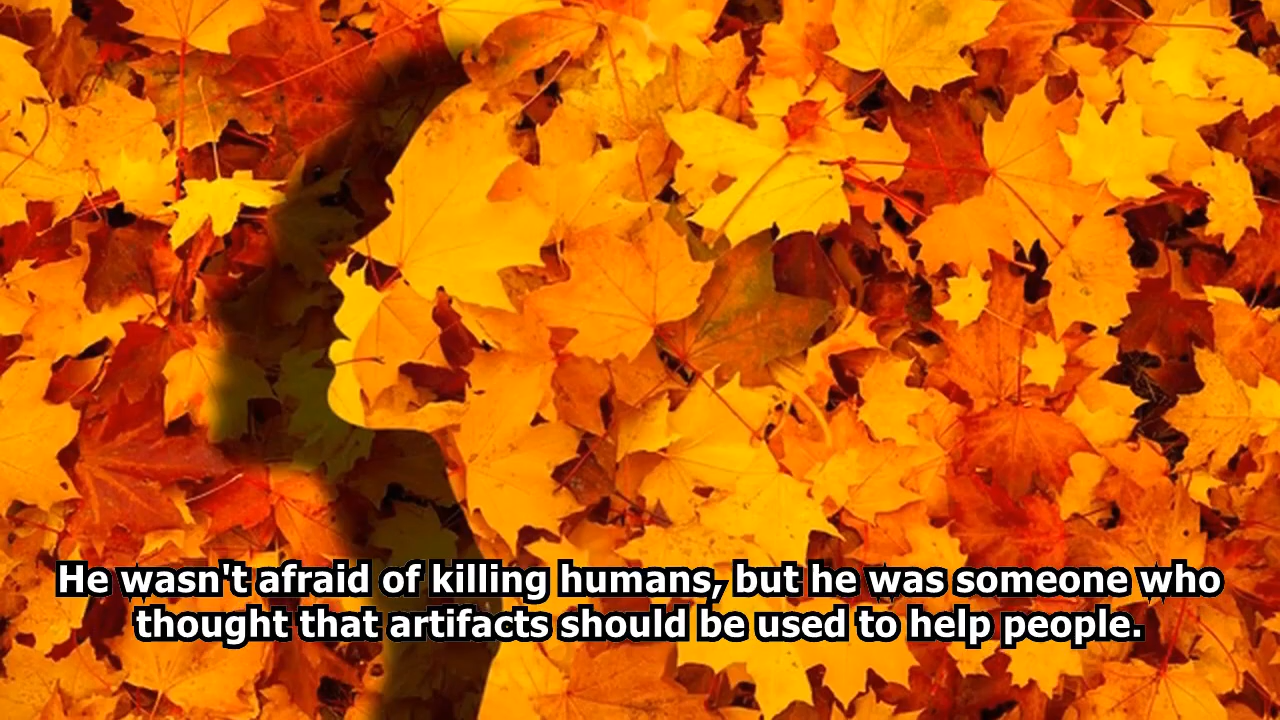 He wasn't afraid of killing humans, but he was someone who
thought that artifacts should be used to help people.